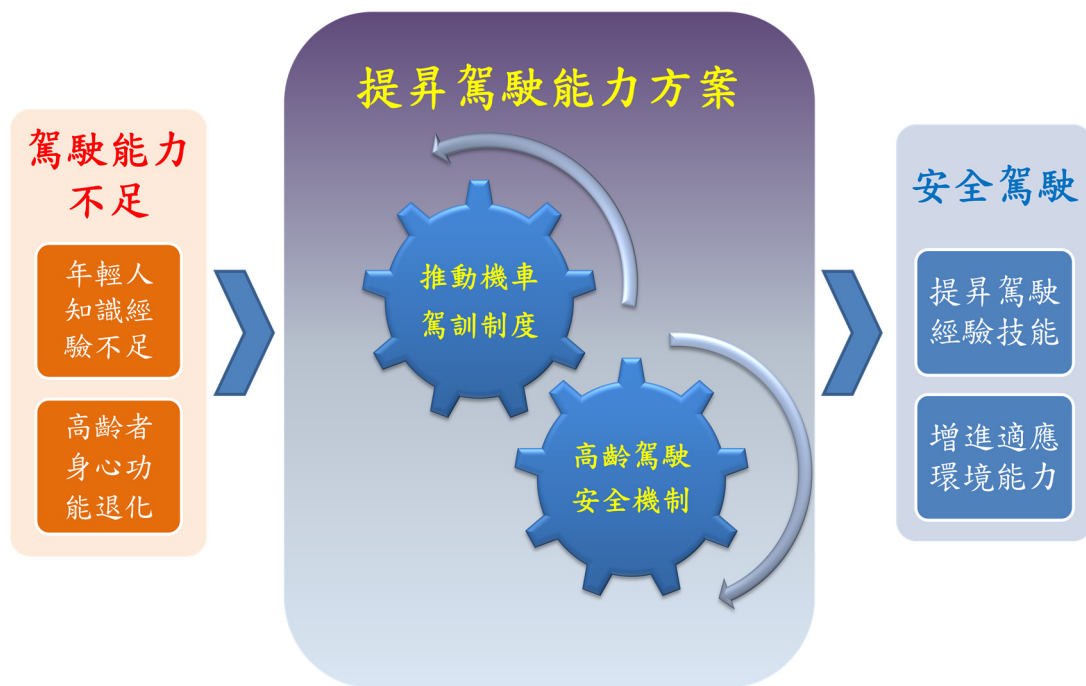 駕駛能力
不足
年輕人
知識經
驗不足
高齡者
身心功
能退化
提昇駕駛能力方案
推動機車
駕訓制度
高齡駕駛
安全機制
安全駕駛
提昇駕駛
經驗技能
增進適應
環境能力